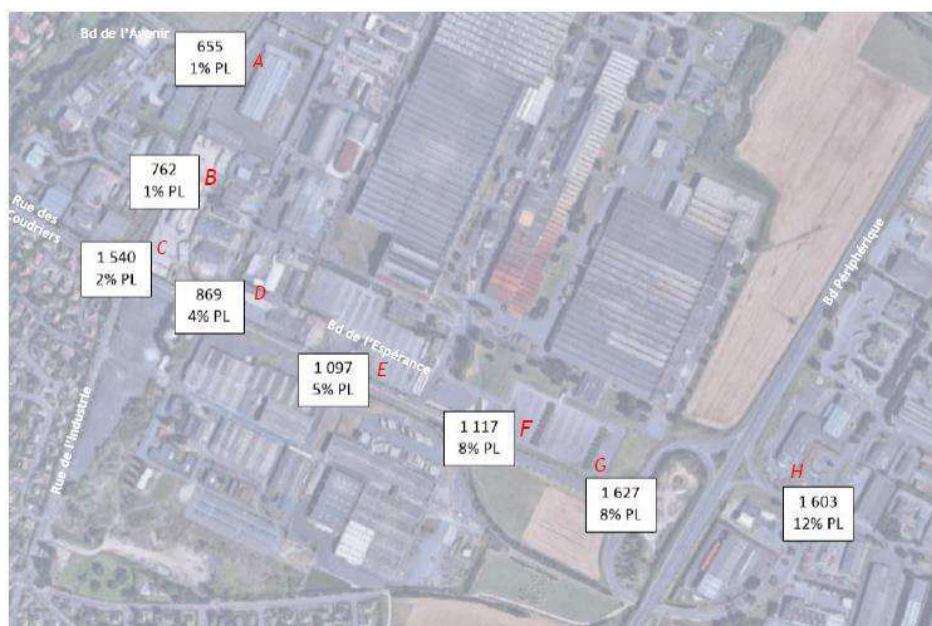 Bd de l'Avenir
655
1% PL
A
762
1% PL
B
Rue des
Coudriers
C
1 540
2% PL
869
4% PL
D
Bd Périphérique
Bd de l'Espérance
1 097
5% PL
E
Rue de l'Industrie
1 117
8% PL
F
G
1 627
8% PL
H
1 603
12% PL